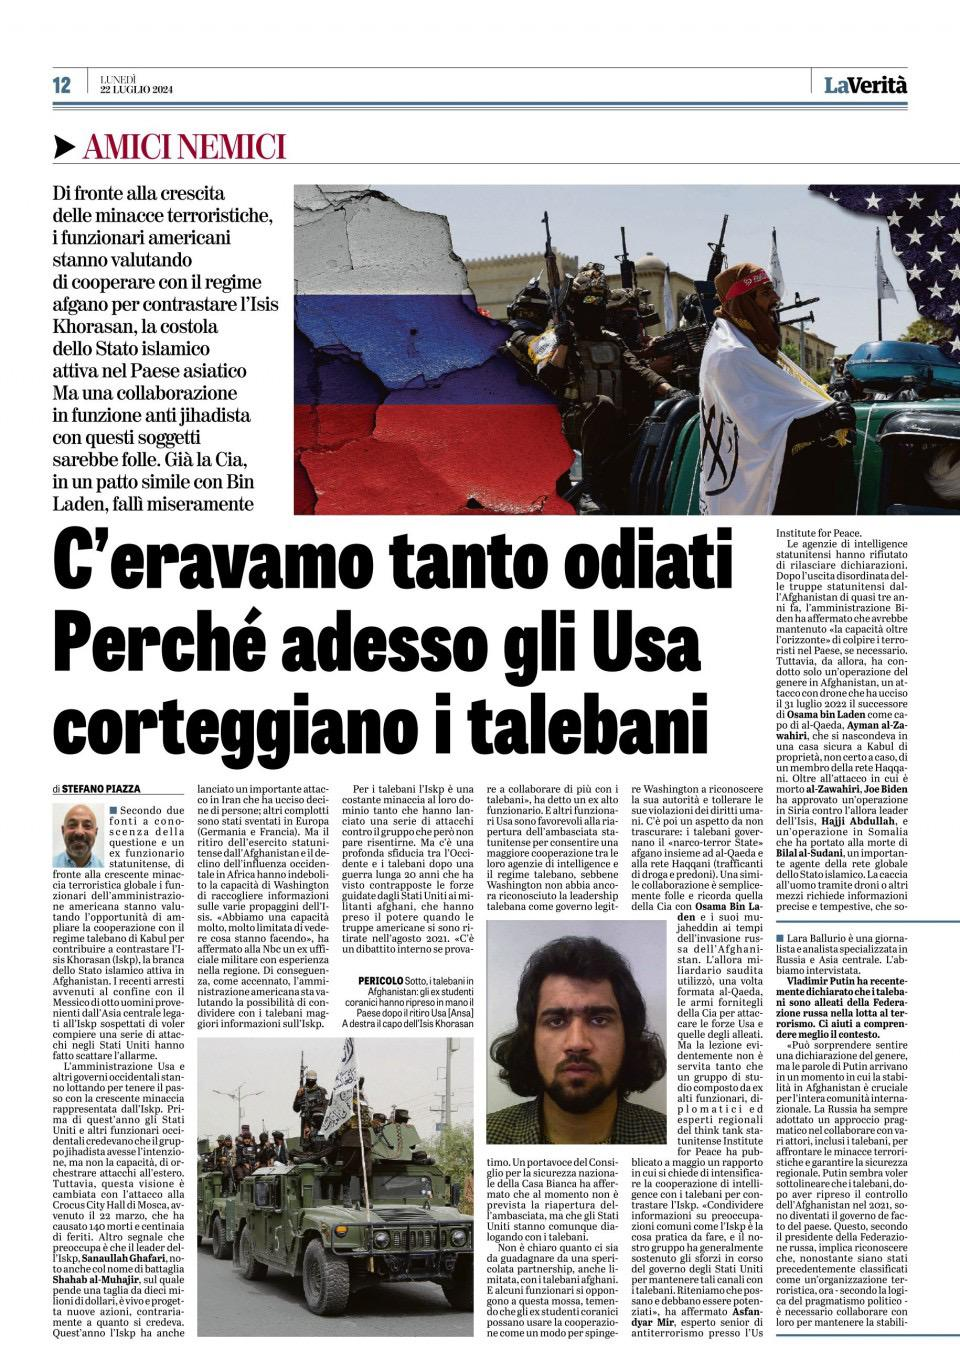 12
LUNEDÌ
22 LUGLIO 2024
LaVerità
AMICI NEMICI
Di fronte alla crescita
delle minacce terroristiche,
i funzionari americani
stanno valutando
di cooperare con il regime
afgano per contrastare l'Isis
Khorasan, la costola
dello Stato islamico
attiva nel Paese asiatico
Ma una collaborazione
in funzione anti jihadista
con questi soggetti
sarebbe folle. Già la Cia,
in un patto simile con Bin
Laden, fallì miseramente
C'eravamo tanto odiati
Perché adesso gli Usa
corteggiano i talebani
di STEFANO PIAZZA
■ Secondo due
fonti a cono-
scenza della
questione e un
ex funzionario
statunitense, di
fronte alla crescente minac-
cia terroristica globale i fun-
zionari dell'amministrazio-
ne americana stanno valu-
tando l'opportunità di am-
pliare la cooperazione con il
regime talebano di Kabul per
contribuire a contrastare l'I-
sis Khorasan (Iskp), la branca
dello Stato islamico attiva in
Afghanistan. I recenti arresti
avvenuti al confine con il
Messico di otto uomini prove-
nienti dall'Asia centrale lega-
ti all'Iskp sospettati di voler
compiere una serie di attac-
chi negli Stati Uniti hanno
fatto scattare l'allarme.
L'amministrazione Usa e
altri governi occidentali stan-
no lottando per tenere il pas-
so con la crescente minaccia
rappresentata dall'Iskp. Pri-
ma di quest'anno gli Stati
Uniti e altri funzionari occi-
dentali credevano che il grup-
po jihadista avesse l'intenzio-
ne, ma non la capacità, di or-
chestrare attacchi all'estero.
Tuttavia, questa visione è
cambiata con l'attacco alla
Crocus City Hall di Mosca, av-
venuto il 22 marzo, che ha
causato 140 morti e centinaia
di feriti. Altro segnale che
preoccupa è che il leader del-
l'Iskp, Sanaullah Ghafari, no-
to anche col nome di battaglia
Shahab al-Muhajir, sul quale
pende una taglia da dieci mi-
lioni di dollari, è vivo e proget-
ta nuove azioni, contraria-
mente a quanto si credeva.
Quest'anno l'Iskp ha anche
lanciato un importante attac-
co in Iran che ha ucciso deci-
ne di persone; altri complotti
sono stati sventati in Europa
(Germania e Francia). Ma il
ritiro dell'esercito statuni-
tense dall'Afghanistan e il de-
clino dell'influenza occiden-
tale in Africa hanno indeboli-
to la capacità di Washington
di raccogliere informazioni
sulle varie propaggini dell'I-
sis. «Abbiamo una capacità
molto, molto limitata di vede-
re cosa stanno facendo», ha
affermato alla Nbc un ex uffi-
ciale militare con esperienza
nella regione. Di conseguen-
za, come accennato, l'ammi-
nistrazione americana sta va-
lutando la possibilità di con-
dividere con i talebani mag-
giori informazioni sull'Iskp.
Per i talebani l'Iskp è una
costante minaccia al loro do-
minio tanto che hanno lan-
ciato una serie di attacchi
contro il gruppo che però non
pare risentirne. Ma c'è una
profonda sfiducia tra l'Occi-
dente e i talebani dopo una
guerra lunga 20 anni che ha
visto contrapposte le forze
guidate dagli Stati Uniti ai mi-
litanti afghani, che hanno
preso il potere quando le
truppe americane si sono ri-
tirate nell'agosto 2021. «C'è
un dibattito interno se prova-
PERICOLO Sotto, i talebani in
Afghanistan: gli ex studenti
coranici hanno ripreso in mano il
Paese dopo il ritiro Usa [Ansa]
A destra il capo dell'Isis Khorasan
re a collaborare di più con i
talebani», ha detto un ex alto
funzionario. E altri funziona-
ri Usa sono favorevoli alla ria-
pertura dell'ambasciata sta-
tunitense per consentire una
maggiore cooperazione tra le
loro agenzie di intelligence e
il regime talebano, sebbene
Washington non abbia anco-
ra riconosciuto la leadership
talebana come governo legit-
timo. Un portavoce del Consi-
glio per la sicurezza nazionale
della Casa Bianca ha affer-
mato che al momento non è
prevista la riapertura del-
l'ambasciata, ma che gli Stati
Uniti stanno comunque dia-
logando con i talebani.
Non è chiaro quanto ci sia
da guadagnare da una speri-
colata partnership, anche li-
mitata, con i talebani afghani.
E alcuni funzionari si oppon-
gono a questa mossa, temen-
do che gli ex studenti coranici
possano usare la cooperazio-
ne come un modo per spinge-
re Washington a riconoscere
la sua autorità e tollerare le
sue violazioni dei diritti uma-
ni. C'è poi un aspetto da non
trascurare: i talebani gover-
nano il «narco-terror State»
afgano insieme ad al-Qaeda e
alla rete Haqqani (trafficanti
di droga e predoni). Una simi-
le collaborazione è semplice-
mente folle e ricorda quella
della Cia con Osama Bin La-
den e i suoi mu-
jaheddin ai tempi
dell'invasione rus-
sa dell'Afghani-
stan. L'allora mi-
liardario saudita
utilizzò, una volta
formata al-Qaeda,
le armi fornitegli
della Cia per attac-
care le forze Usa e
quelle degli alleati.
Ma la lezione evi-
dentemente non è
servita tanto che
un gruppo di stu-
dio composto da ex
alti funzionari, di-
plomatici ed
esperti regionali
del think tank sta-
tunitense Institute
for Peace ha pub-
blicato a maggio un rapporto
in cui si chiede di intensifica-
re la cooperazione di intelli-
gence con i talebani per con-
trastare l'Iskp. «Condividere
informazioni su preoccupa-
zioni comuni come l'Iskp è la
cosa pratica da fare, e il no-
stro gruppo ha generalmente
sostenuto gli sforzi in corso
del governo degli Stati Uniti
per mantenere tali canali con
i talebani. Riteniamo che pos-
sano e debbano essere poten-
ziati», ha affermato Asfan-
dyar Mir, esperto senior di
antiterrorismo presso l'Us
Institute for Peace.
Le agenzie di intelligence
statunitensi hanno rifiutato
di rilasciare dichiarazioni.
Dopo l'uscita disordinata del-
le truppe statunitensi dal-
l'Afghanistan di quasi tre an-
ni fa, l'amministrazione Bi-
den ha affermato che avrebbe
mantenuto «la capacità oltre
l'orizzonte» di colpire i terro-
risti nel Paese, se necessario.
Tuttavia, da allora, ha con-
dotto solo un'operazione del
genere in Afghanistan, un at-
tacco con drone che ha ucciso
il 31 luglio 2022 il successore
di Osama bin Laden come ca-
po di al-Qaeda, Ayman al-Za-
wahiri, che si nascondeva in
una casa sicura a Kabul di
proprietà, non certo a caso, di
un membro della rete Haqqa-
ni. Oltre all'attacco in cui è
morto al-Zawahiri, Joe Biden
ha approvato un'operazione
in Siria contro l'allora leader
dell'Isis, Hajji Abdullah, e
un'operazione in Somalia
che ha portato alla morte di
Bilal al-Sudani, un importan-
te agente della rete globale
dello Stato islamico. La caccia
all'uomo tramite droni o altri
mezzi richiede informazioni
precise e tempestive, che so-
■ Lara Ballurio è una giorna-
lista e analista specializzata in
Russia e Asia centrale. L'ab-
biamo intervistata.
Vladimir Putin ha recente-
mente dichiarato che i taleba-
ni sono alleati della Federa-
zione russa nella lotta al ter-
rorismo. Ci aiuti a compren-
dere meglio il contesto.
«Può sorprendere sentire
una dichiarazione del genere,
ma le parole di Putin arrivano
in un momento in cui la stabili-
tà in Afghanistan è cruciale
per l'intera comunità interna-
zionale. La Russia ha sempre
adottato un approccio prag-
matico nel collaborare con va-
ri attori, inclusi i talebani, per
affrontare le minacce terrori-
stiche e garantire la sicurezza
regionale. Putin sembra voler
sottolineare che i talebani, do-
po aver ripreso il controllo
dell'Afghanistan nel 2021, so-
no diventati il governo de fac-
to del paese. Questo, secondo
il presidente della Federazio-
ne russa, implica riconoscere
che, nonostante siano stati
precedentemente classificati
come un'organizzazione ter-
roristica, ora - secondo la logi-
ca del pragmatismo politico -
è necessario collaborare con
loro per mantenere la stabili-